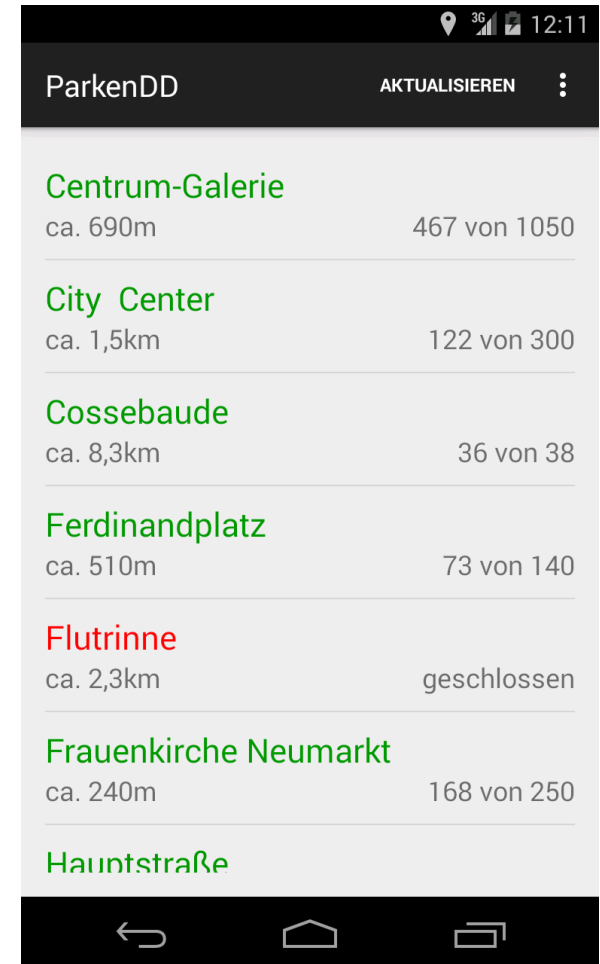 3G 12:11
ParkenDD AKTUALISIEREN
Centrum-Galerie
ca. 690m 467 von 1050
City  Center
ca. 1,5km 122 von 300
Cossebaude
ca. 8,3km 36 von 38
Ferdinandplatz
ca. 510m 73 von 140
Flutrinne
ca. 2,3km geschlossen
Frauenkirche Neumarkt
ca. 240m 168 von 250
Hauptstraße